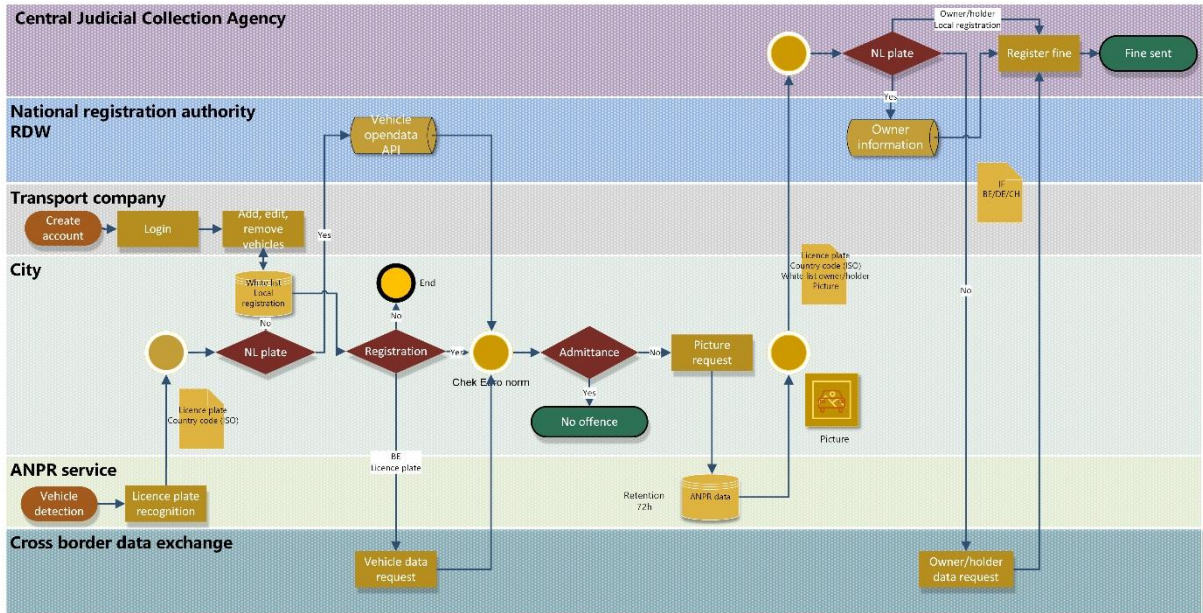 Central Judicial Collection Agency
Owner/holder
Local registration
NL plate
Register fine
Fine sent
Yes
National registration authority
RDW
Vehicle
opendata
API
Owner
information
IF
BE/DE/CH
Transport company
Create
account
Login
Add, edit,
remove
vehicles
Yes
City
White list
Local
registration
End
Licence plate
Country code (ISO)
White list owner/holder
Picture
No
No
No
NL plate
Registration
Yes
Chek Euro norm
Admittance
No
Picture
request
Yes
No offence
Licence plate
Country code (ISO)
Picture
BE
Licence plate
ANPR service
Vehicle
detection
Licence plate
recognition
Retention
72h
ANPR data
Cross border data exchange
Vehicle data
request
Owner/holder
data request